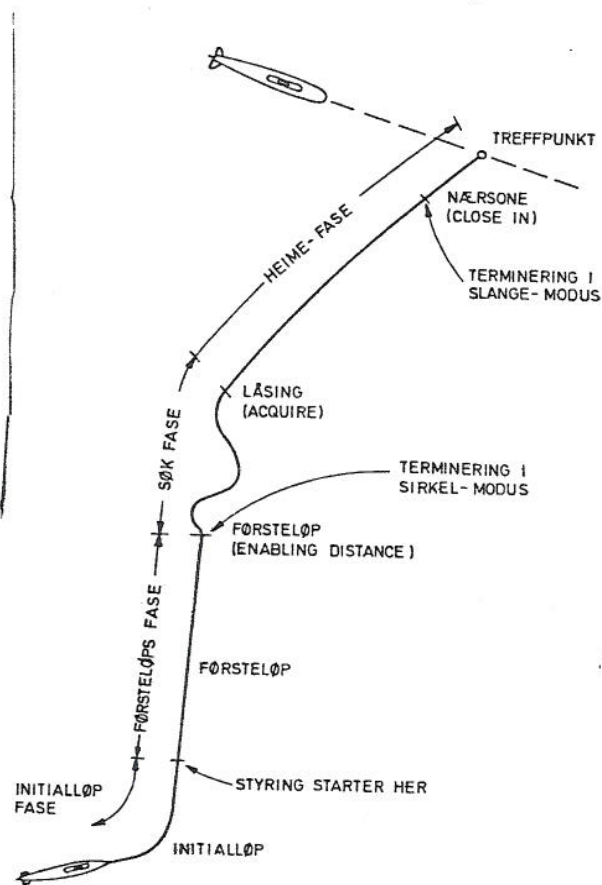 TREFFPUNKT
NÆRSONE
(CLOSE IN)
HEIME-FASE
TERMINERING I
SLANGE-MODUS
LÅSING
(ACQUIRE)
SØK FASE
TERMINERING I
SIRKEL-MODUS
FØRSTELØP
(ENABLING DISTANCE)
FØRSTELØPS FASE
FØRSTELØP
STYRING STARTER HER
INITIALLØP
FASE
INITIALLØP